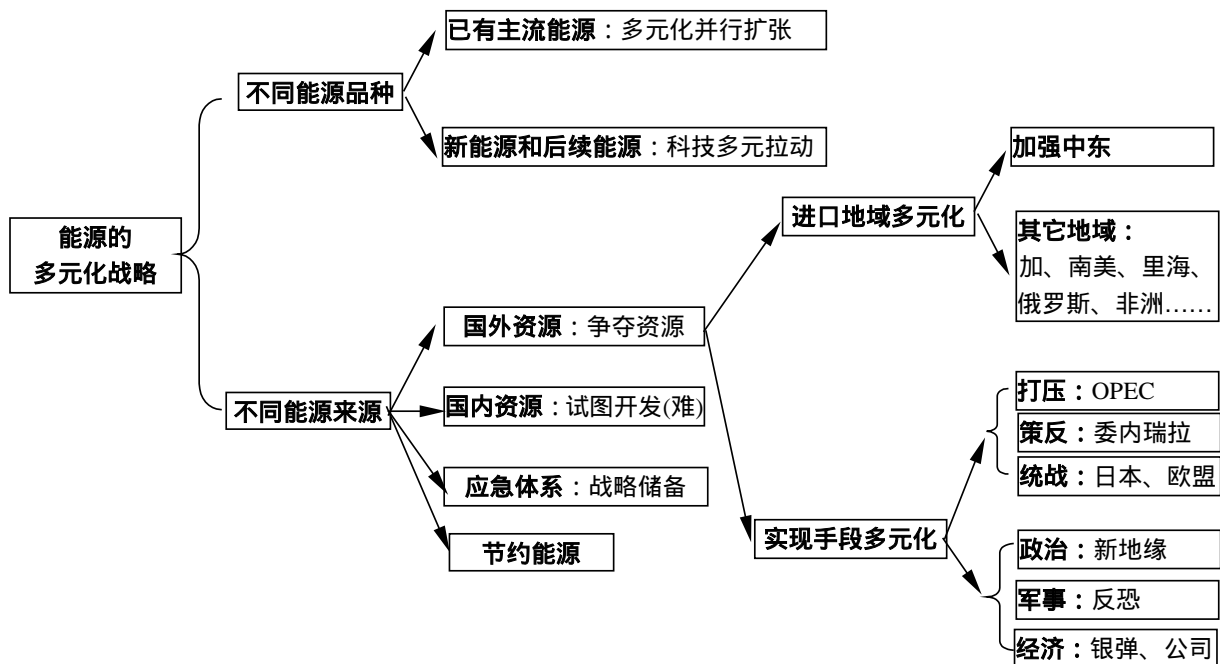 能源的
多元化战略
不同能源品种
已有主流能源：多元化并行扩张
新能源和后续能源：科技多元拉动
不同能源来源
国外资源：争夺资源
国内资源：试图开发(难)
应急体系：战略储备
节约能源
进口地域多元化
加强中东
其它地域：
加、南美、里海、
俄罗斯、非洲……
实现手段多元化
打压：OPEC
策反：委内瑞拉
统战：日本、欧盟
政治：新地缘
军事：反恐
经济：银弹、公司